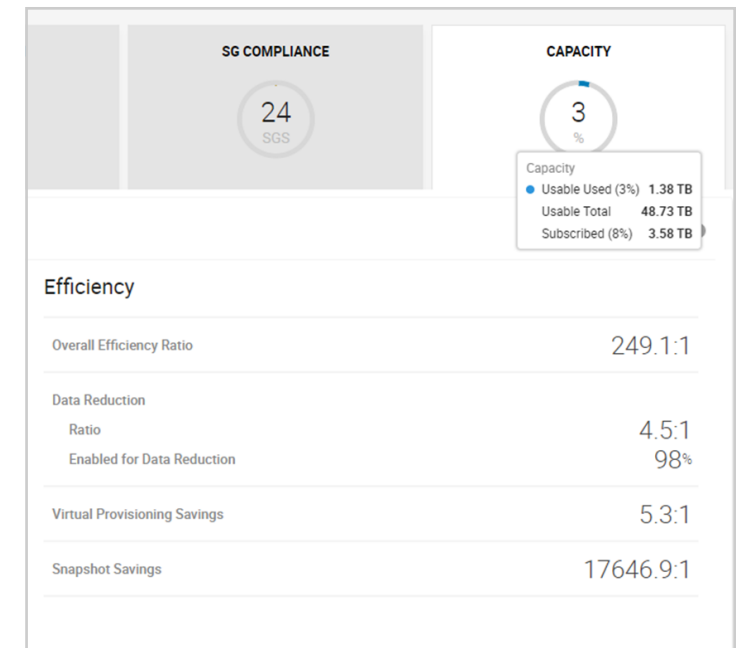 SG COMPLIANCE
CAPACITY
24
SGS
3
%
Capacity
Usable Used (3%) 1.38 TB
Usable Total 48.73 TB
Subscribed (8%) 3.58 TB
Efficiency
Overall Efficiency Ratio 249.1:1
Data Reduction
Ratio 4.5:1
Enabled for Data Reduction 98%
Virtual Provisioning Savings 5.3:1
Snapshot Savings 17646.9:1